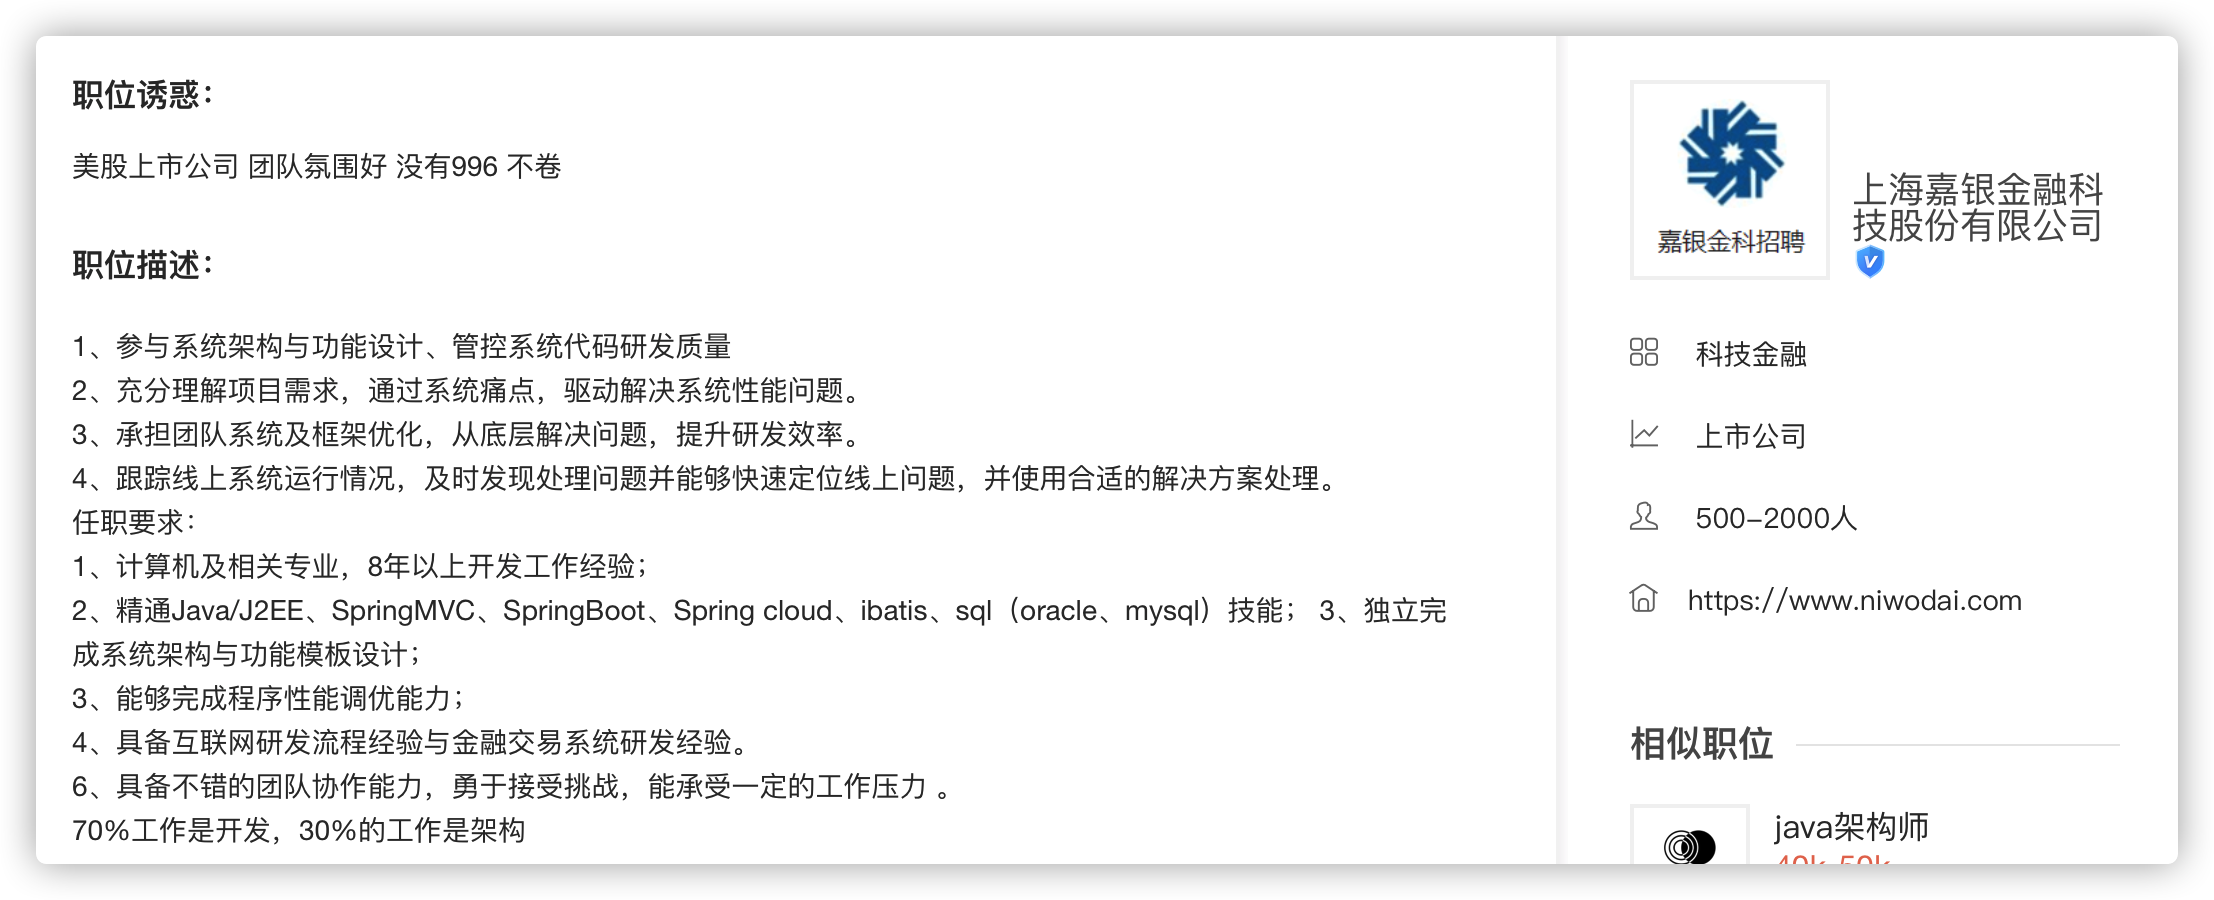 职位诱惑：
美股上市公司 团队氛围好 没有996 不卷
职位描述：
1、参与系统架构与功能设计、管控系统代码研发质量
2、充分理解项目需求，通过系统痛点，驱动解决系统性能问题。
3、承担团队系统及框架优化，从底层解决问题，提升研发效率。
4、跟踪线上系统运行情况，及时发现处理问题并能够快速定位线上问题，并使用合适的解决方案处理。
任职要求：
1、计算机及相关专业，8年以上开发工作经验；
2、精通Java/J2EE、SpringMVC、SpringBoot、Spring cloud、ibatis、sql（oracle、mysql）技能； 3、独立完
成系统架构与功能模板设计；
3、能够完成程序性能调优能力；
4、具备互联网研发流程经验与金融交易系统研发经验。
6、具备不错的团队协作能力，勇于接受挑战，能承受一定的工作压力 。
70%工作是开发，30%的工作是架构
嘉银金科招聘
上海嘉银金融科
技股份有限公司
科技金融
上市公司
500-2000人
https://www.niwodai.com
相似职位
java架构师
40k-50k